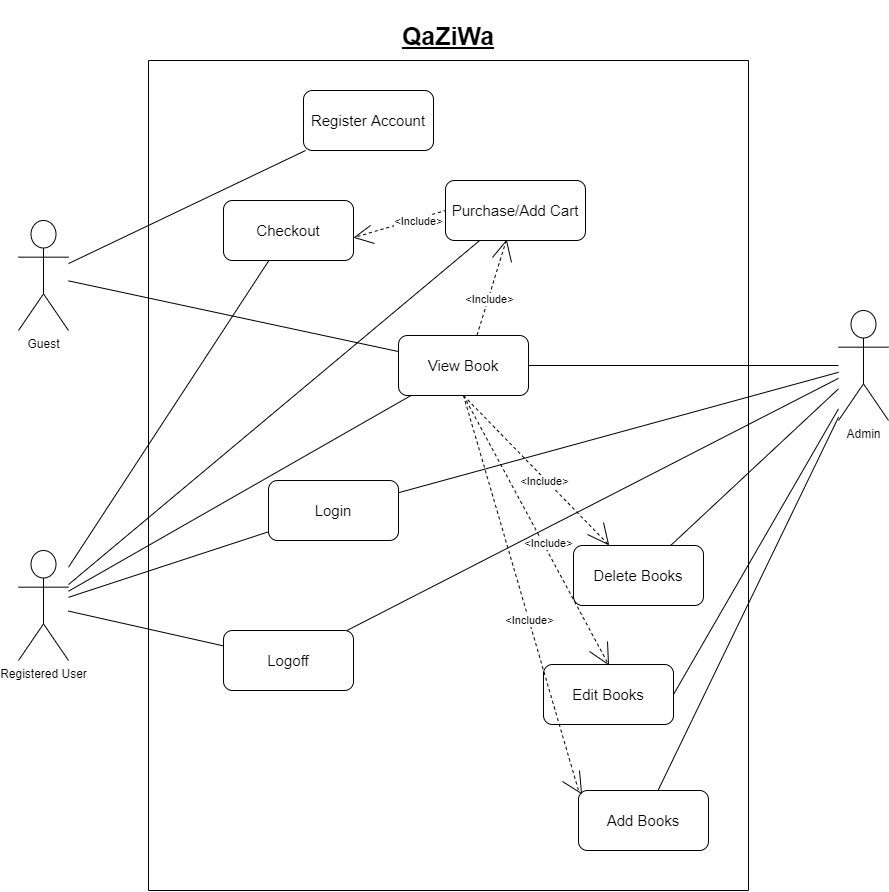 QaZiWa
Register Account
Purchase/Add Cart
<Include>
Checkout
<Include>
Guest
View Book
Admin
<Include>
Login
<Include>
Delete Books
<Include>
Logoff
Registered User
Edit Books
Add Books